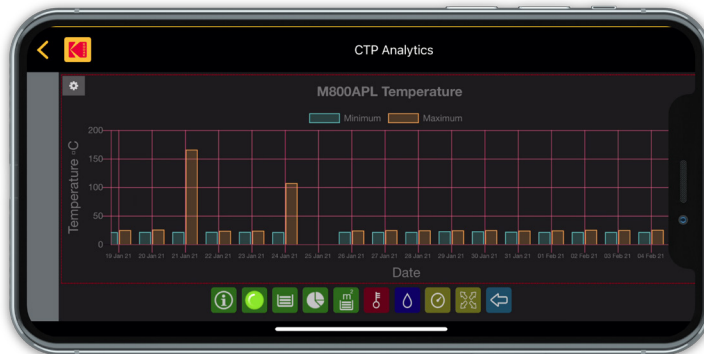 CTP Analytics
M800APL Temperature
Minimum Maximum
Temperature °C
200
150
100
50
0
19 Jan 21 20 Jan 21 21 Jan 21 22 Jan 21 23 Jan 21 24 Jan 21 25 Jan 21 26 Jan 21 27 Jan 21 28 Jan 21 29 Jan 21 30 Jan 21 31 Jan 21 01 Feb 21 02 Feb 21 03 Feb 21 04 Feb 21
Date
m²